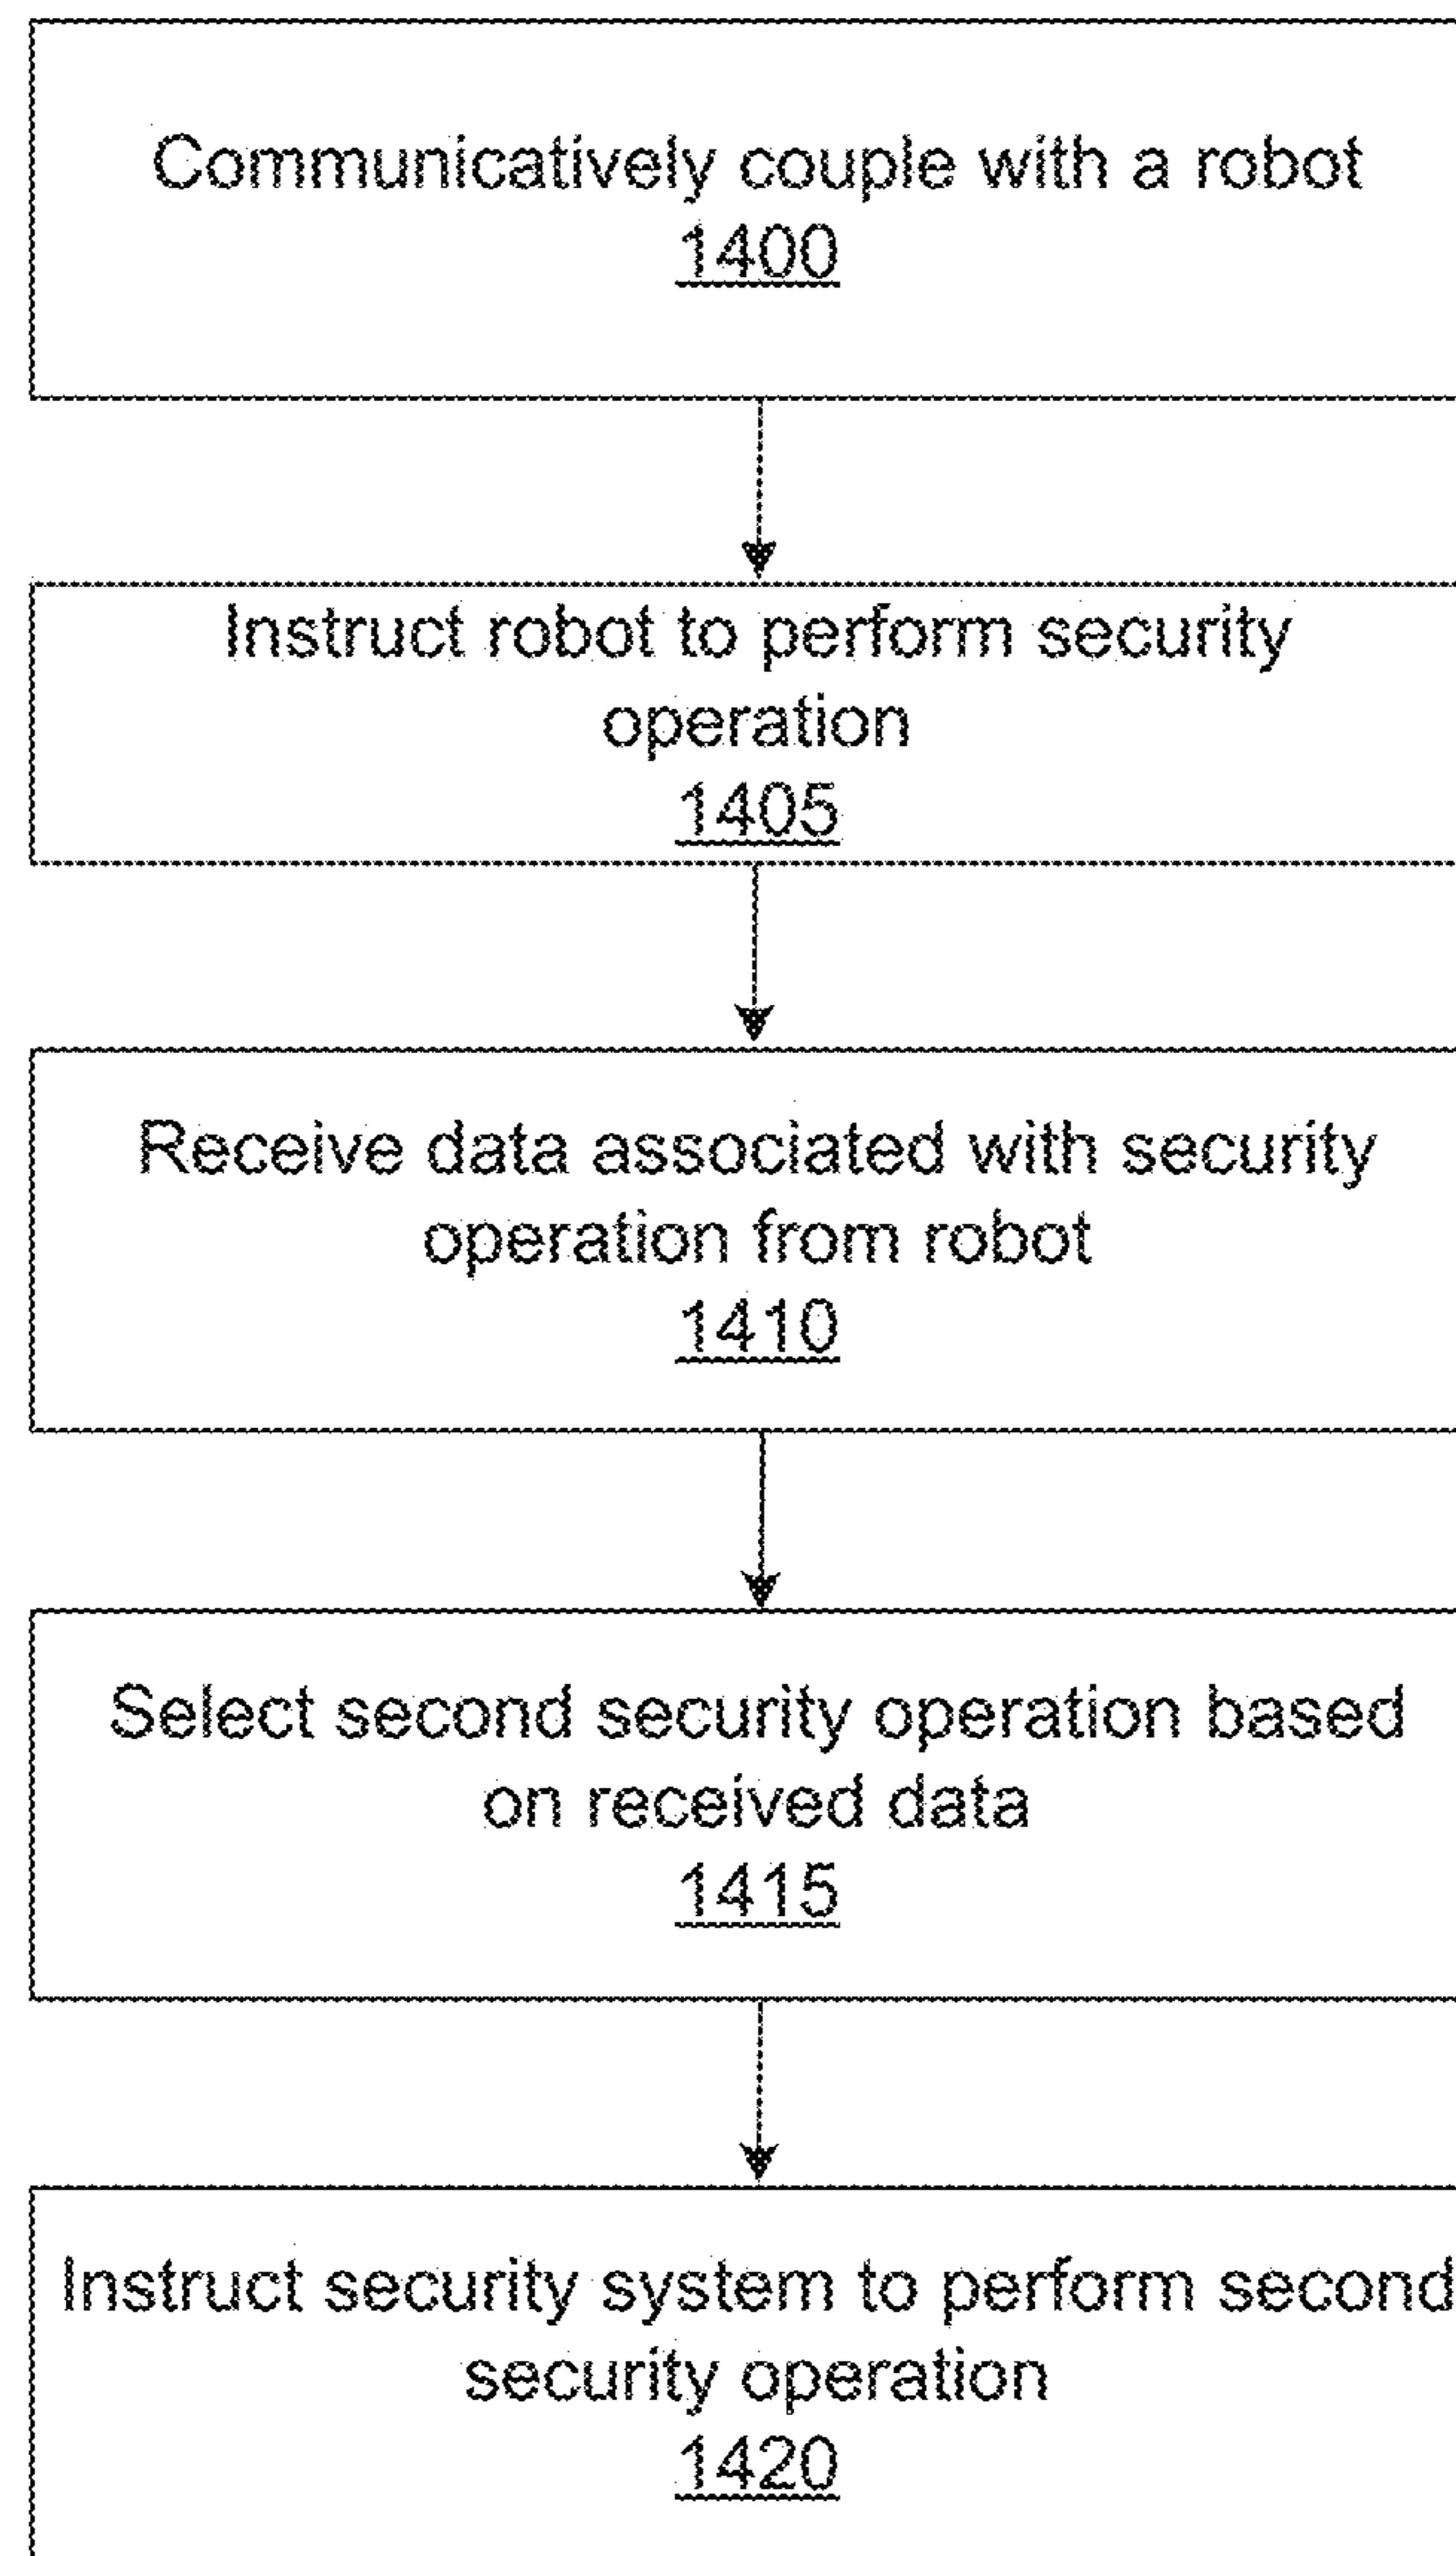 Communicatively couple with a robot
1400
Instruct robot to perform security
operation
1405
Receive data associated with security
operation from robot
1410
Select second security operation based
on received data
1415
Instruct security system to perform second
security operation
1420